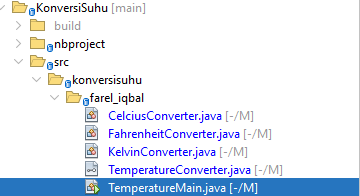 KonversiSuhu [main]
build
nbproject
src
konversisuhu
farel_iqbal
CelciusConverter.java [-/M]
FahrenheitConverter.java [-/M]
KelvinConverter.java [-/M]
TemperatureConverter.java [-/M]
TemperatureMain.java [-/M]